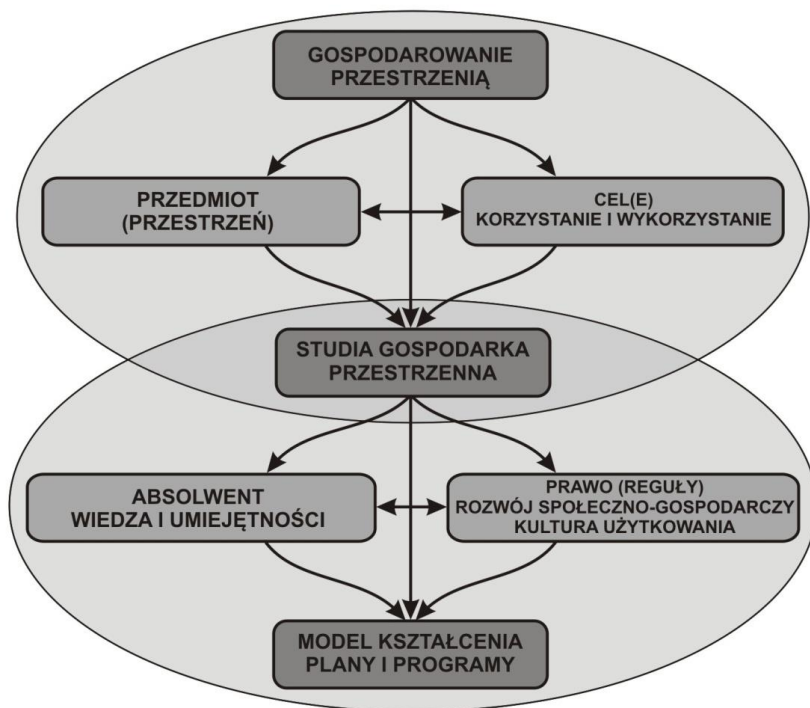 GOSPODAROWANIE
PRZESTRZENIĄ
PRZEDMIOT
(PRZESTRZEŃ)
CEL(E)
KORZYSTANIE I WYKORZYSTANIE
STUDIA GOSPODARKA
PRZESTRZENNA
ABSOLWENT
WIEDZA I UMIEJĘTNOŚCI
PRAWO (REGUŁY)
ROZWÓJ SPOŁECZNO-GOSPODARCZY
KULTURA UŻYTKOWANIA
MODEL KSZTAŁCENIA
PLANY I PROGRAMY